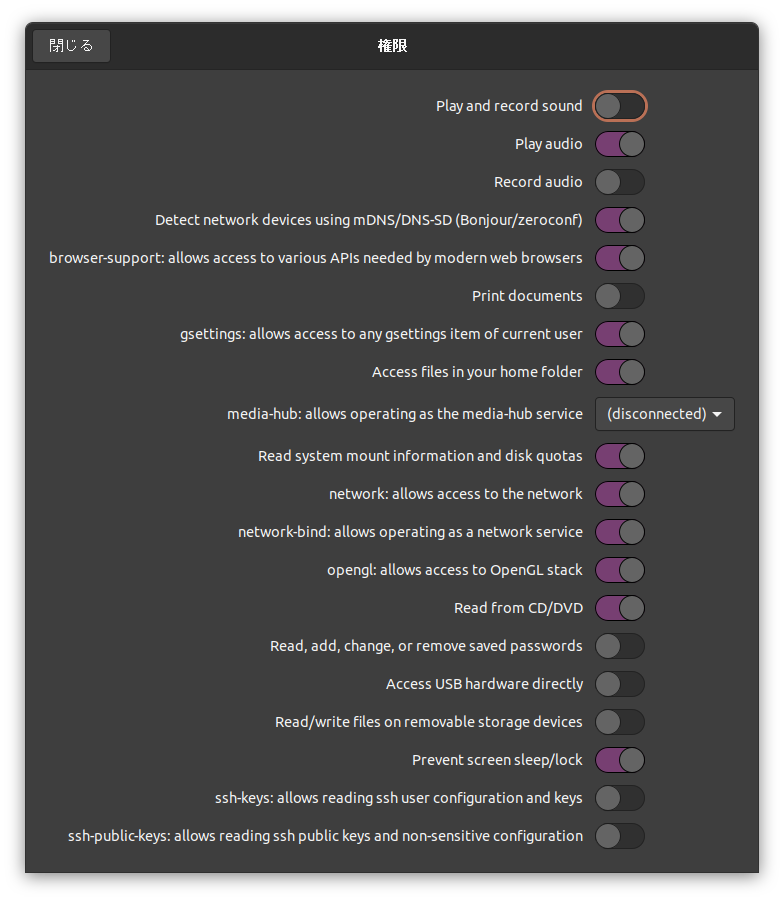 閉じる
権限
Play and record sound
Play audio
Record audio
Detect network devices using mDNS/DNS-SD (Bonjour/zeroconf)
browser-support: allows access to various APIs needed by modern web browsers
Print documents
gsettings: allows access to any gsettings item of current user
Access files in your home folder
media-hub: allows operating as the media-hub service (disconnected)
Read system mount information and disk quotas
network: allows access to the network
network-bind: allows operating as a network service
opengl: allows access to OpenGL stack
Read from CD/DVD
Read, add, change, or remove saved passwords
Access USB hardware directly
Read/write files on removable storage devices
Prevent screen sleep/lock
ssh-keys: allows reading ssh user configuration and keys
ssh-public-keys: allows reading ssh public keys and non-sensitive configuration